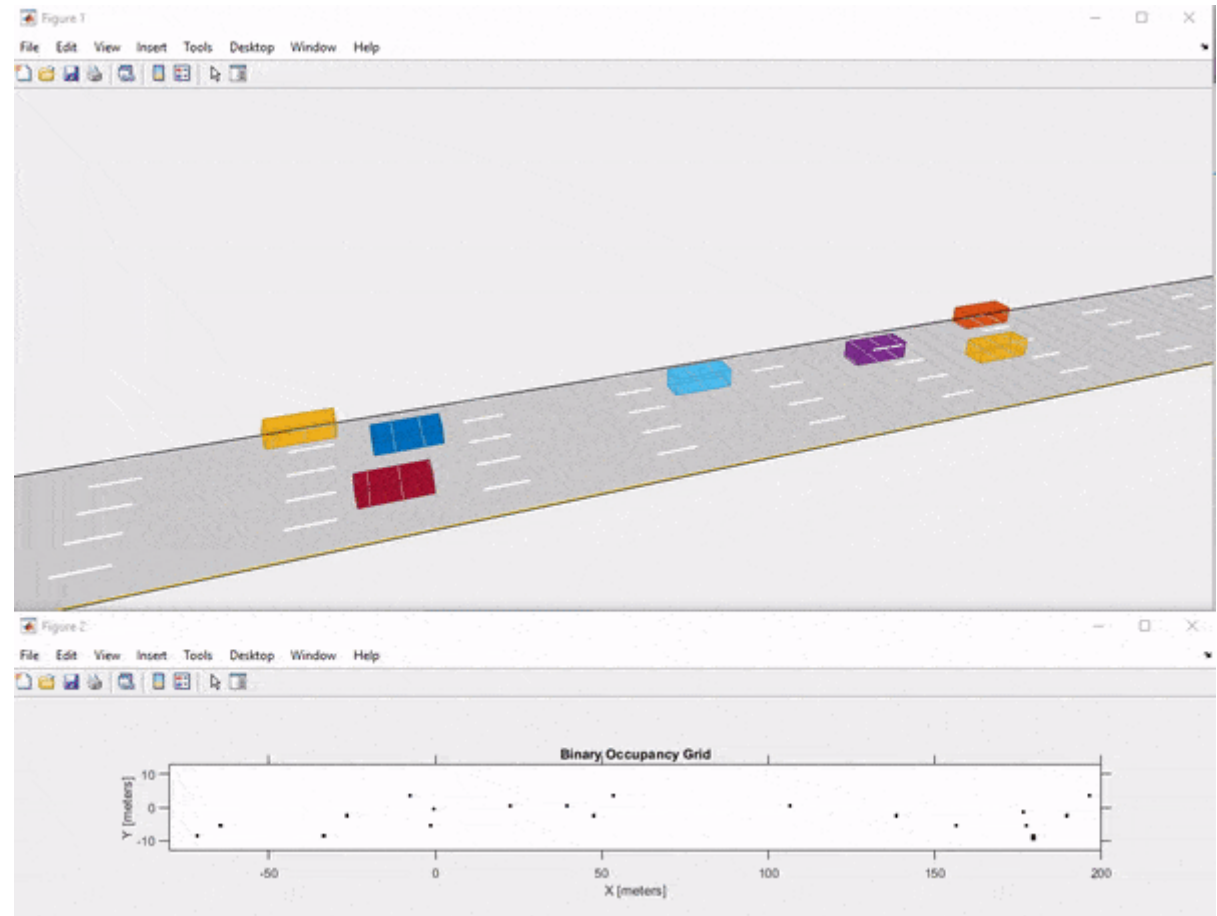 Figure 1
File Edit View Insert Tools Desktop Window Help
Figure 2
File Edit View Insert Tools Desktop Window Help
Binary Occupancy Grid
10
0
-10
Y [meters]
-50 0 50 100 150 200
X [meters]